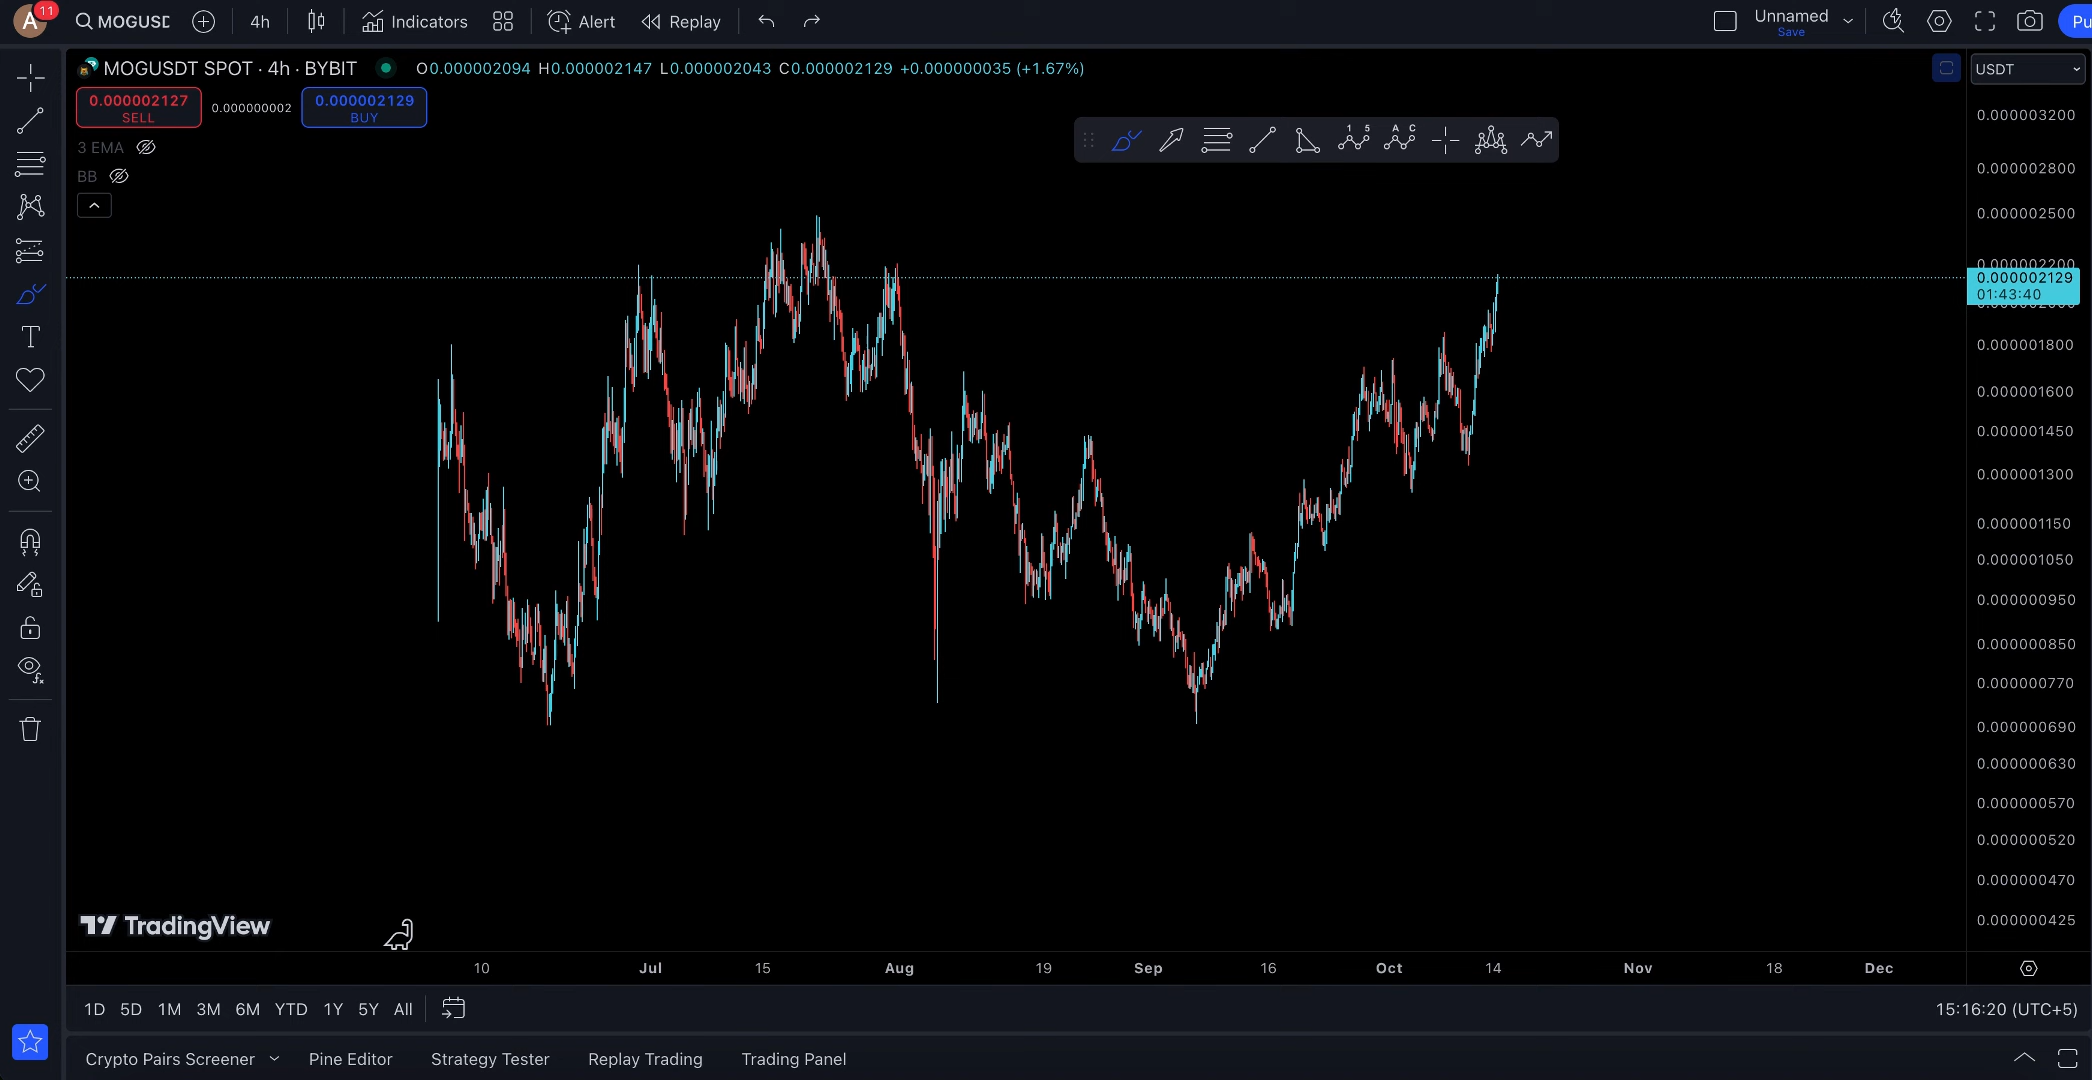 A 11 MOGUSD 4h Indicators Alert Replay Unnamed Save Pu
MOGUSDT SPOT · 4h · BYBIT O0.000002094 H0.000002147 L0.000002043 C0.000002129 +0.000000035 (+1.67%) USDT
0.000002127 SELL 0.000000002 0.000002129 BUY
3 EMA
BB
1 5 A C
0.000003200
0.000002800
0.000002500
0.000002200
0.000002129
01:43:40
0.000001800
0.000001600
0.000001450
0.000001300
0.000001150
0.000001050
0.000000950
0.000000850
0.000000770
0.000000690
0.000000630
0.000000570
0.000000520
0.000000470
0.000000425
TradingView
10 Jul 15 Aug 19 Sep 16 Oct 14 Nov 18 Dec
1D 5D 1M 3M 6M YTD 1Y 5Y All 15:16:20 (UTC+5)
Crypto Pairs Screener Pine Editor Strategy Tester Replay Trading Trading Panel